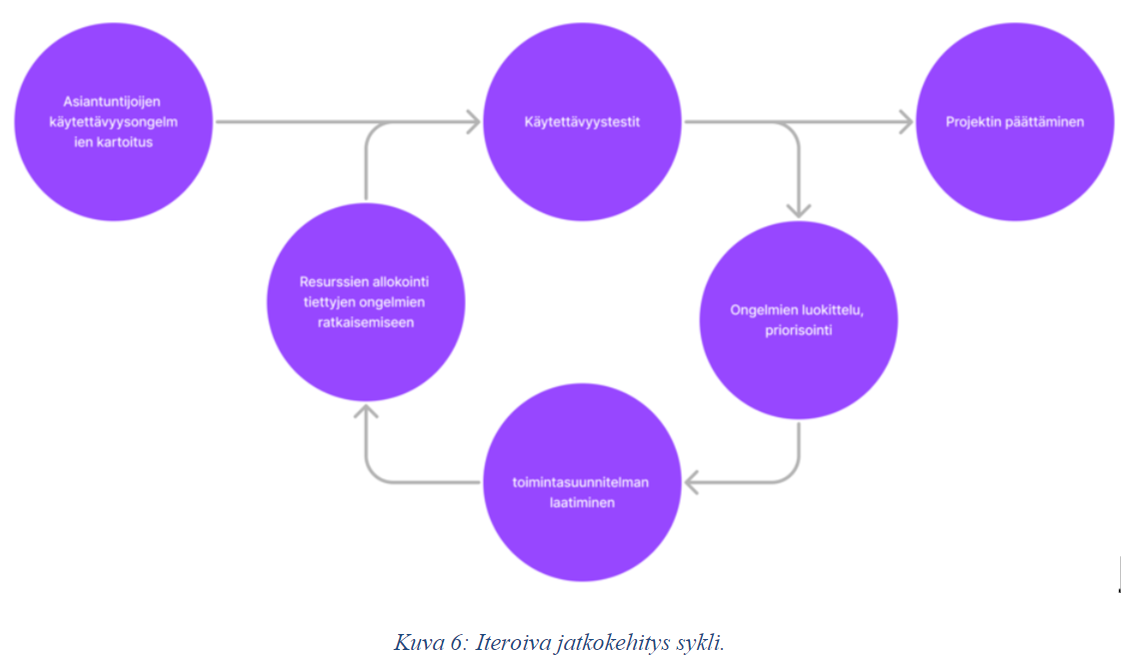 Asiantuntijoijen
käytettävyysongelm
ien kartoitus
Käytettävyystestit
Projektin päättäminen
Resurssien allokointi
tiettyjen ongelmien
ratkaisemiseen
Ongelmien luokittelu,
priorisointi
toimintasuunnitelman
laatiminen
Kuva 6: Iteroiva jatkokehitys sykli.